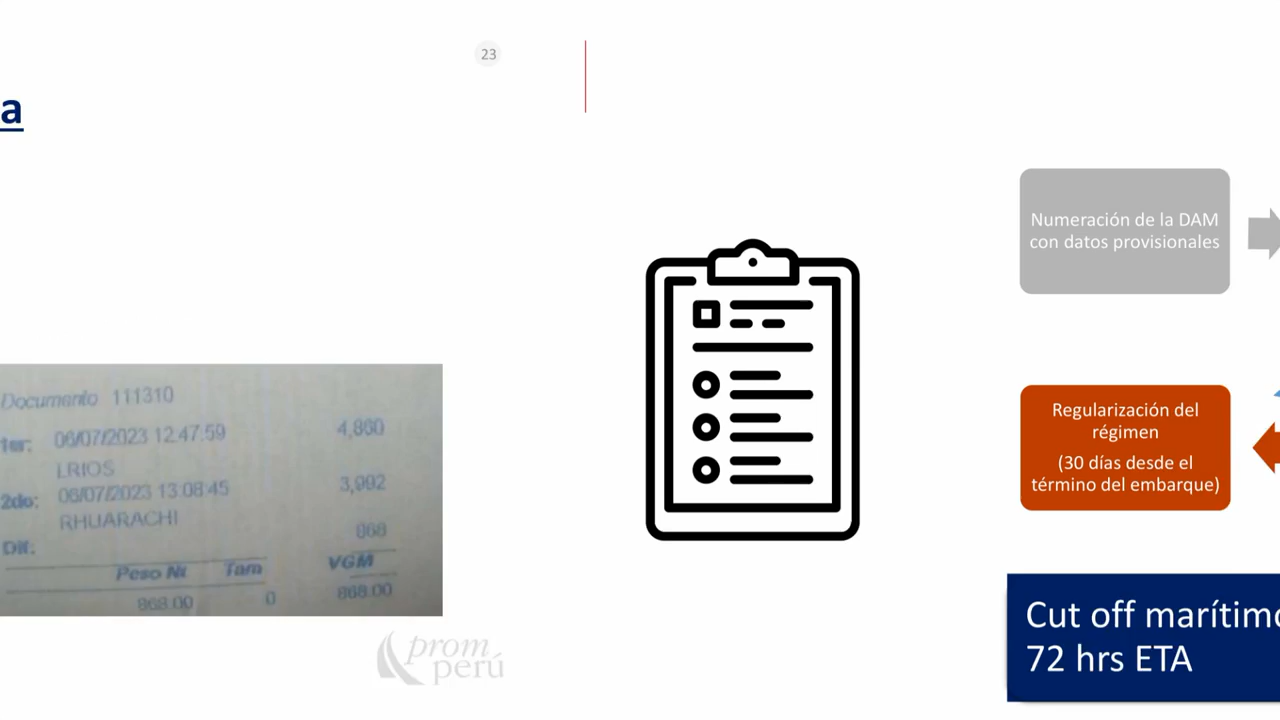 23
a
Documento 111310
1er: 06/07/2023 12:47:59 4,860
LRIOS
2do: 06/07/2023 13:08:45 3,992
RHUARACHI
Dif: 868
Peso Nt Tam VGM
868.00 0 868.00
prom
perú
Numeración de la DAM
con datos provisionales
Regularización del
régimen
(30 días desde el
término del embarque)
Cut off marítimo
72 hrs ETA